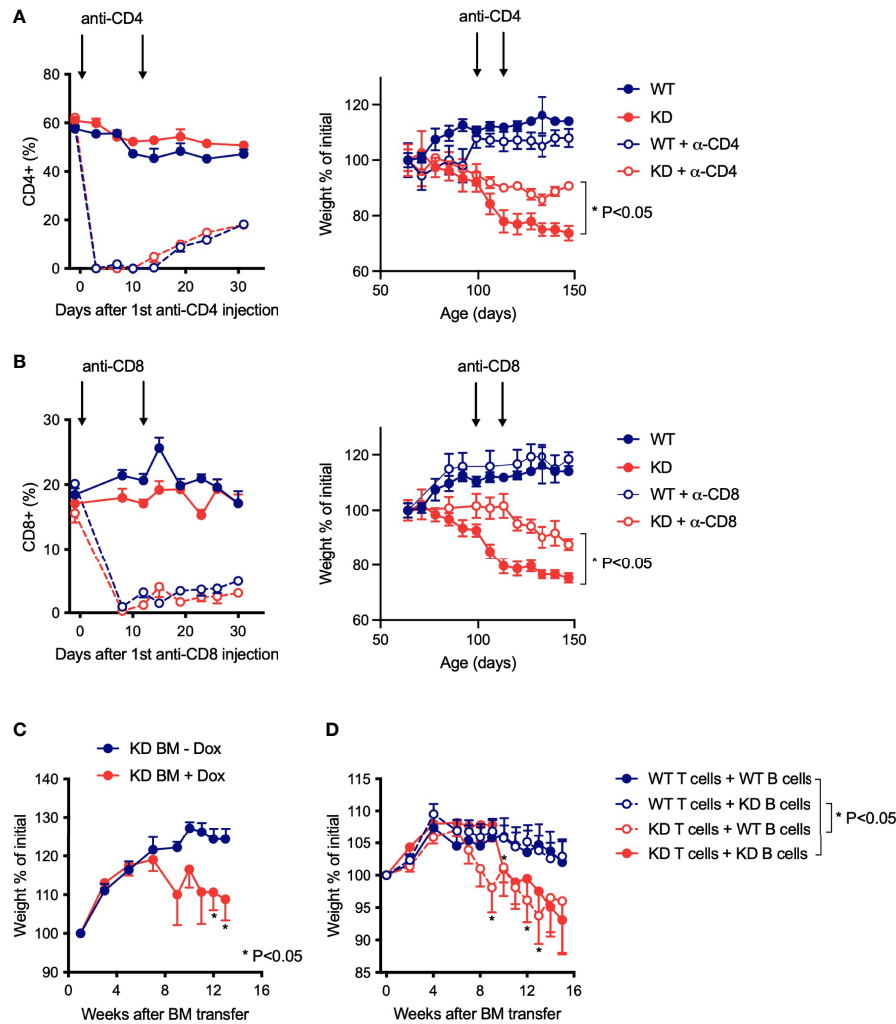 A
anti-CD4
anti-CD4
80
60
40
20
0
CD4+ (%)
0
10
20
30
Days after 1st anti-CD4 injection
120
100
80
60
Weight % of initial
50
100
150
Age (days)
* P<0.05
WT
KD
WT + α-CD4
KD + α-CD4
B
anti-CD8
anti-CD8
30
20
10
0
CD8+ (%)
0
10
20
30
Days after 1st anti-CD8 injection
120
100
80
60
Weight % of initial
50
100
150
Age (days)
* P<0.05
WT
KD
WT + α-CD8
KD + α-CD8
C
KD BM - Dox
KD BM + Dox
140
130
120
110
100
90
Weight % of initial
*
*
* P<0.05
0
4
8
12
16
Weeks after BM transfer
D
115
110
105
100
95
90
85
Weight % of initial
*
*
*
*
0
4
8
12
16
Weeks after BM transfer
WT T cells + WT B cells
WT T cells + KD B cells
KD T cells + WT B cells
KD T cells + KD B cells
* P<0.05